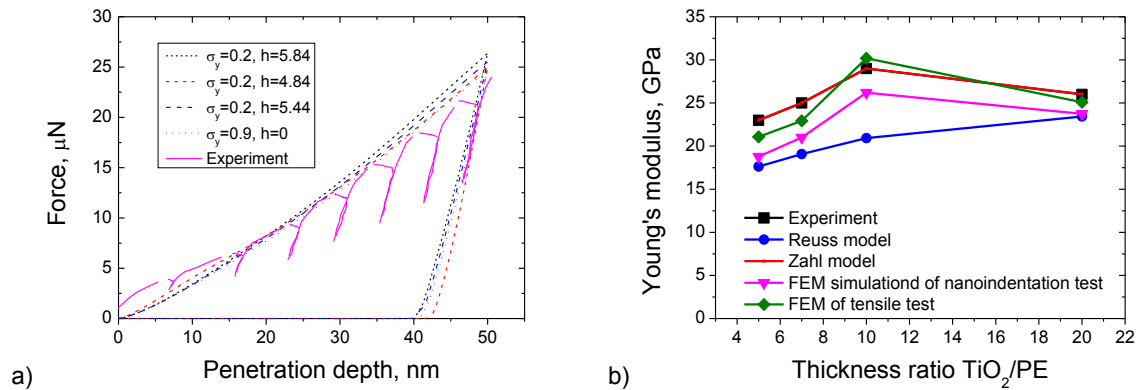 30
25
20
15
10
5
0
Force, µN
σy=0.2, h=5.84
σy=0.2, h=4.84
σy=0.2, h=5.44
σy=0.9, h=0
Experiment
0 10 20 30 40 50
Penetration depth, nm
a)
35
30
25
20
15
10
5
0
Young's modulus, GPa
Experiment
Reuss model
Zahl model
FEM simulationd of nanoindentation test
FEM of tensile test
4 6 8 10 12 14 16 18 20 22
Thickness ratio TiO₂/PE
b)